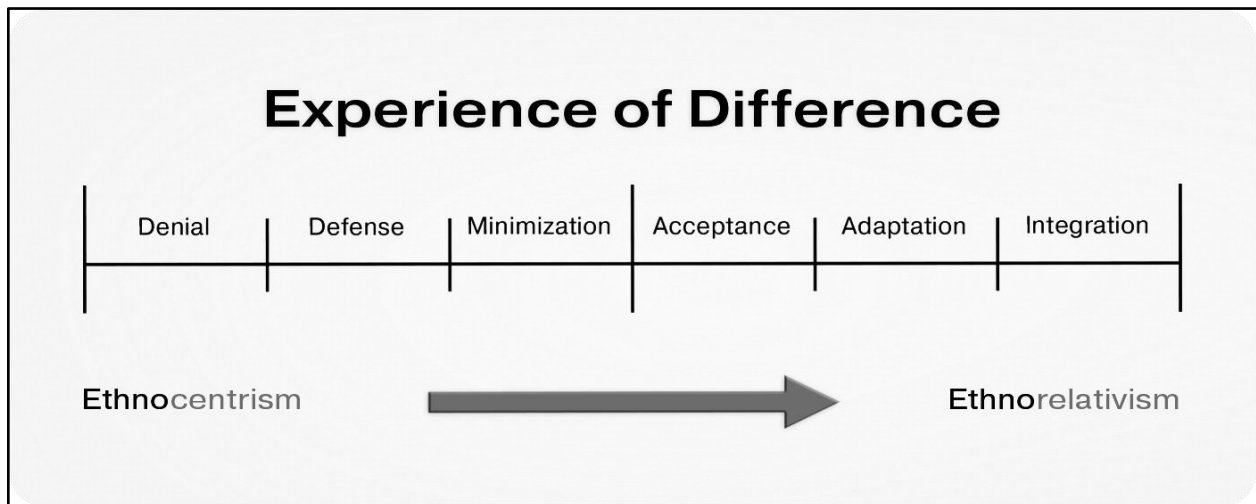 Experience of Difference
Denial Defense Minimization Acceptance Adaptation Integration
Ethnocentrism Ethnorelativism